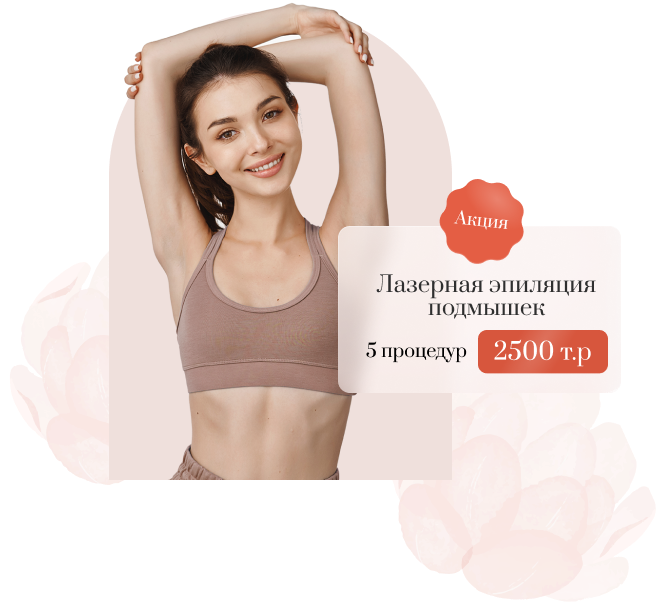 Акция
Лазерная эпиляция
подмышек
5 процедур
2500 т.р